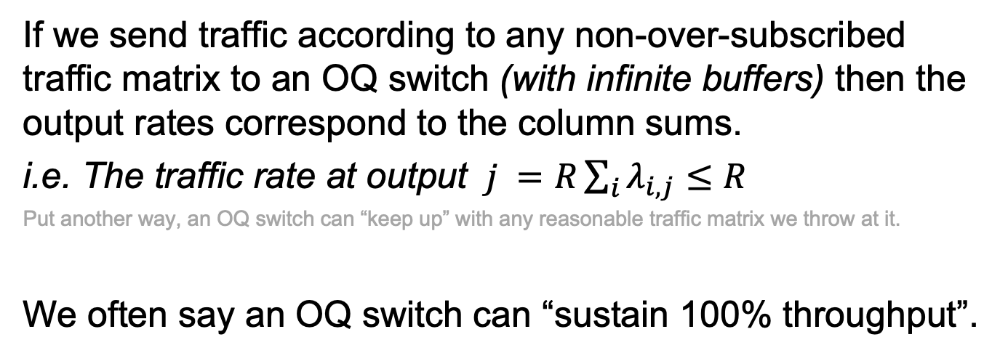 If we send traffic according to any non-over-subscribed
traffic matrix to an OQ switch (with infinite buffers) then the
output rates correspond to the column sums.
i.e. The traffic rate at output j = R∑ᵢ λᵢ,ⱼ ≤ R
Put another way, an OQ switch can “keep up” with any reasonable traffic matrix we throw at it.
We often say an OQ switch can “sustain 100% throughput”.